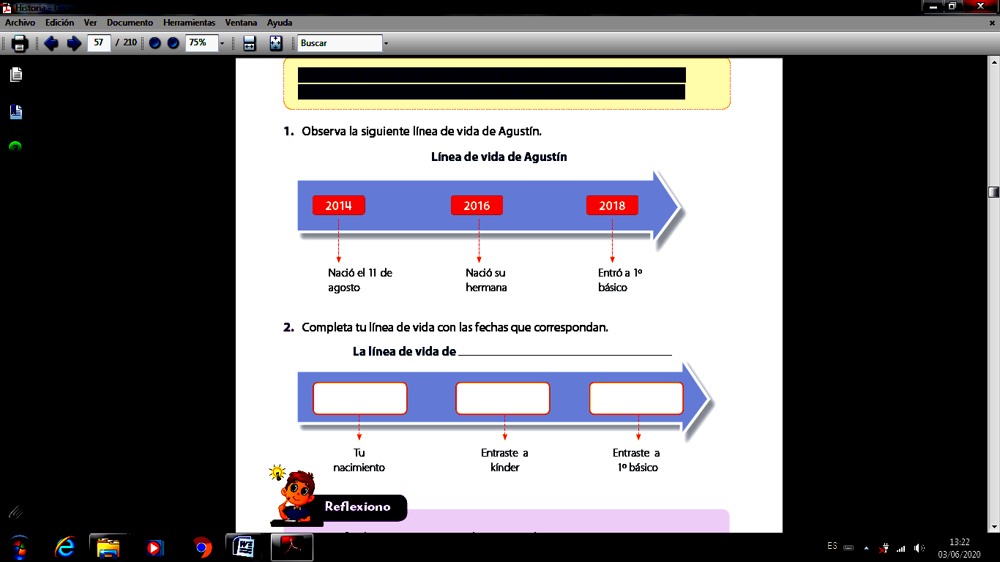 Historia - Geo
Archivo Edición Ver Documento Herramientas Ventana Ayuda
57 / 210 75% Buscar
1. Observa la siguiente línea de vida de Agustín.
Línea de vida de Agustín
2014 2016 2018
Nació el 11 de Nació su Entró a 1º
agosto hermana básico
2. Completa tu línea de vida con las fechas que correspondan.
La línea de vida de
Tu Entraste a Entraste a
nacimiento kínder 1º básico
Reflexiono
ES 13:22
03/06/2020